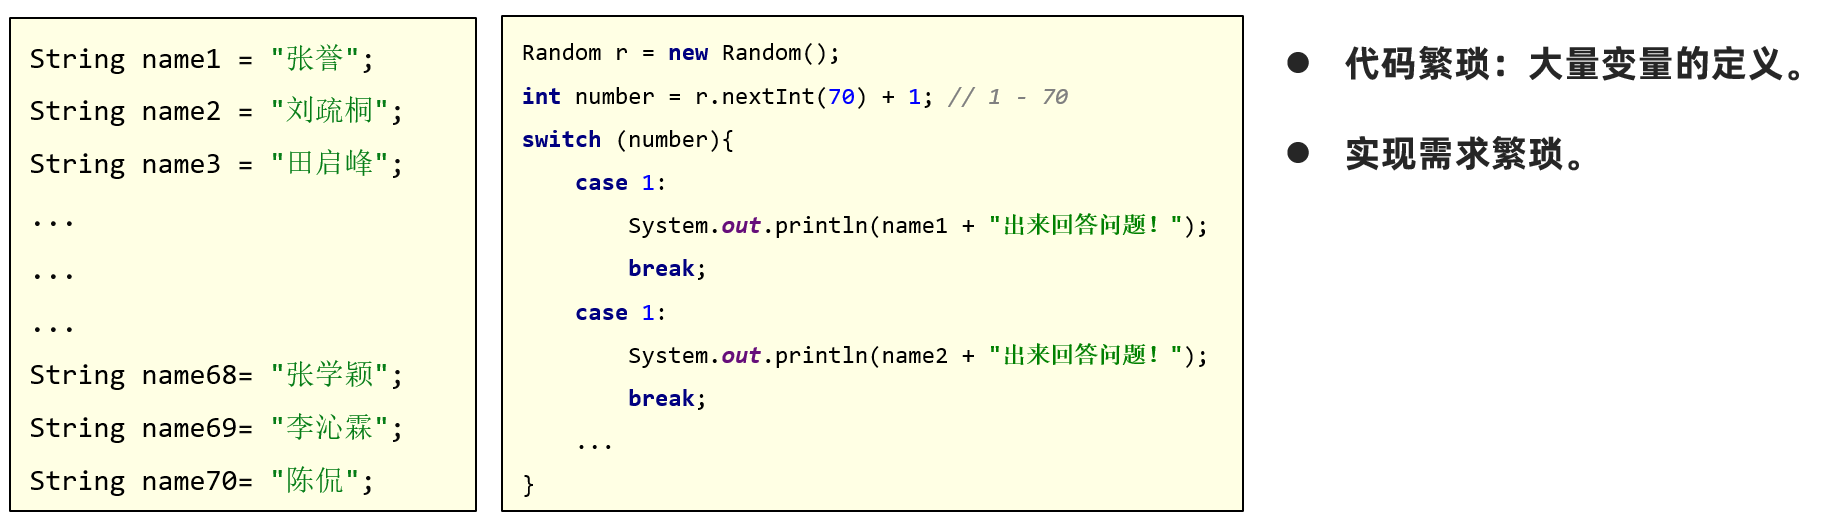 String name1 = "张誉";
String name2 = "刘疏桐";
String name3 = "田启峰";
...
...
...
String name68= "张学颖";
String name69= "李沁霖";
String name70= "陈侃";
Random r = new Random();
int number = r.nextInt(70) + 1; // 1 - 70
switch (number){
    case 1:
        System.out.println(name1 + "出来回答问题！");
        break;
    case 1:
        System.out.println(name2 + "出来回答问题！");
        break;
    ...
}
● 代码繁琐：大量变量的定义。
● 实现需求繁琐。